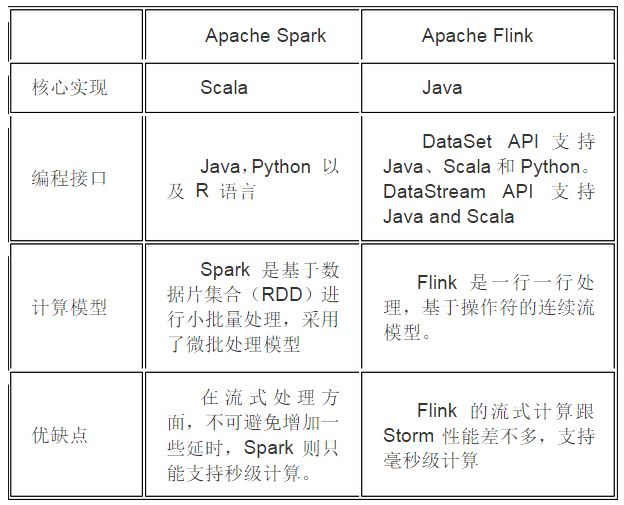 Apache Spark
Apache Flink
核心实现
Scala
Java
编程接口
Java，Python 以
及 R 语言
DataSet API 支持
Java、Scala 和 Python。
DataStream API 支持
Java and Scala
计算模型
Spark 是基于数
据片集合（RDD）进
行小批量处理，采用
了微批处理模型
Flink 是一行一行处
理，基于操作符的连续流
模型。
优缺点
在流式处理方
面，不可避免增加一
些延时，Spark 则只
能支持秒级计算。
Flink 的流式计算跟
Storm 性能差不多，支持
毫秒级计算